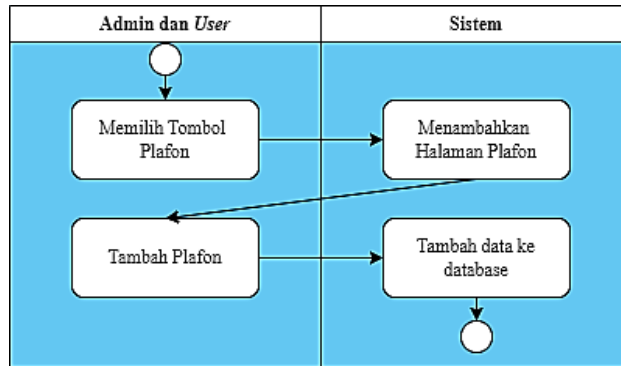 Admin dan User
Sistem
Memilih Tombol
Plafon
Menambahkan
Halaman Plafon
Tambah Plafon
Tambah data ke
database